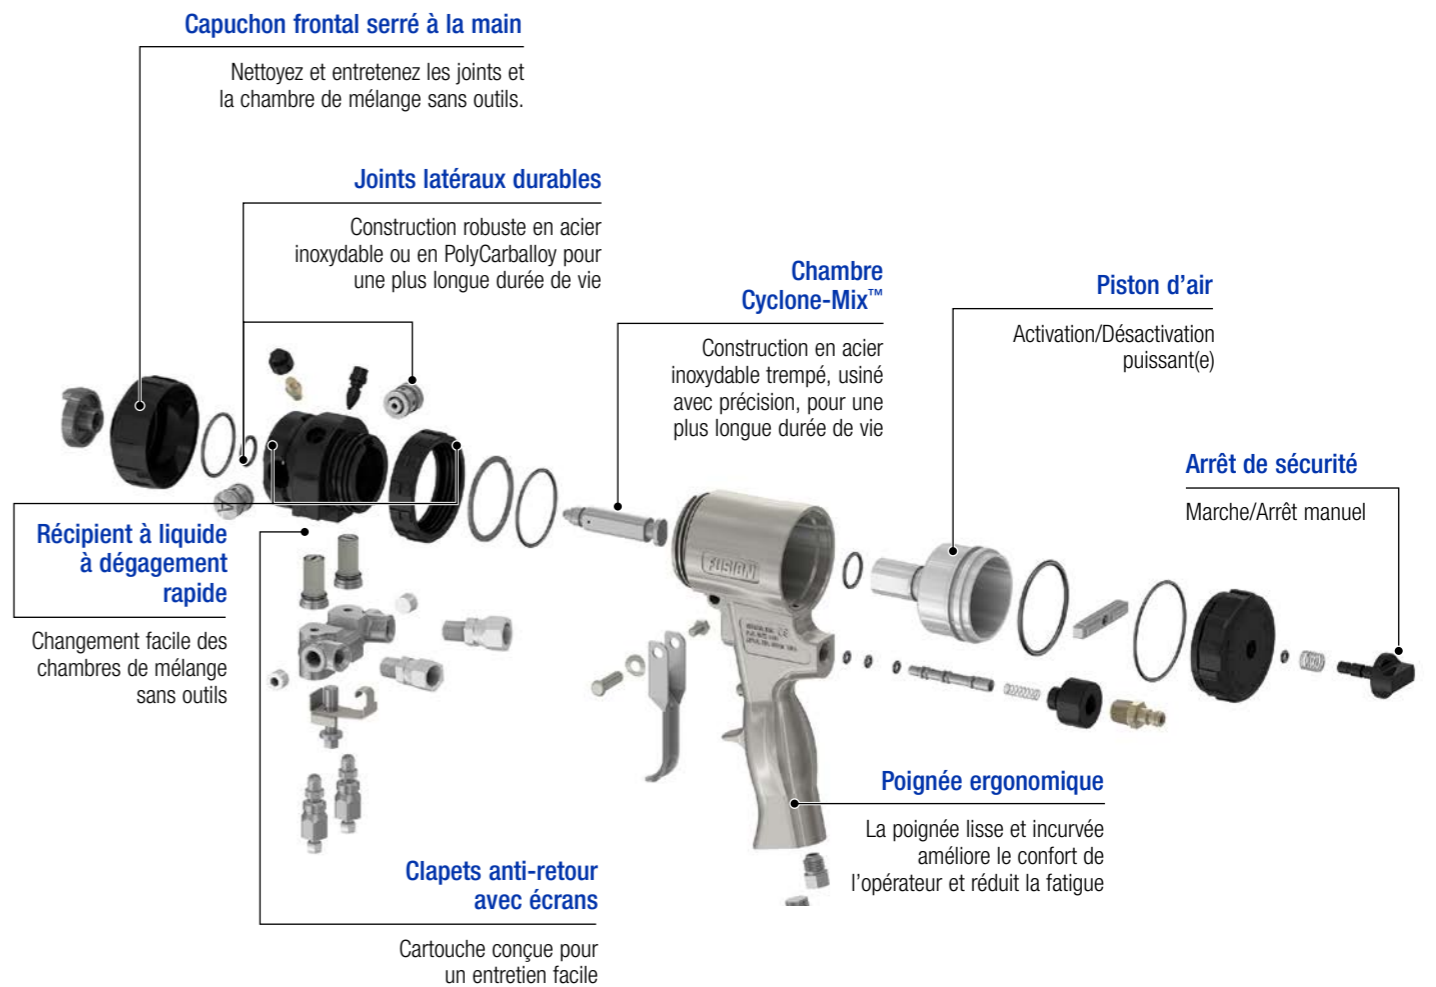 Capuchon frontal serré à la main
Nettoyez et entretenez les joints et
la chambre de mélange sans outils.
Joints latéraux durables
Construction robuste en acier
inoxydable ou en PolyCarballoy pour
une plus longue durée de vie
Chambre
Cyclone-Mix™
Construction en acier
inoxydable trempé, usiné
avec précision, pour une
plus longue durée de vie
Piston d'air
Activation/Désactivation
puissant(e)
Arrêt de sécurité
Marche/Arrêt manuel
Récipient à liquide
à dégagement
rapide
Changement facile des
chambres de mélange
sans outils
A
FUSION
CE
Poignée ergonomique
La poignée lisse et incurvée
améliore le confort de
l'opérateur et réduit la fatigue
Clapets anti-retour
avec écrans
Cartouche conçue pour
un entretien facile